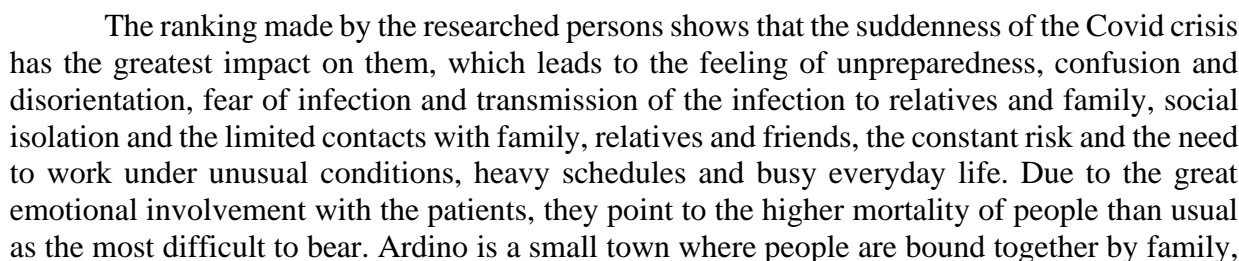 The ranking made by the researched persons shows that the suddenness of the Covid crisis
has the greatest impact on them, which leads to the feeling of unpreparedness, confusion and
disorientation, fear of infection and transmission of the infection to relatives and family, social
isolation and the limited contacts with family, relatives and friends, the constant risk and the need
to work under unusual conditions, heavy schedules and busy everyday life. Due to the great
emotional involvement with the patients, they point to the higher mortality of people than usual
as the most difficult to bear. Ardino is a small town where people are bound together by family,